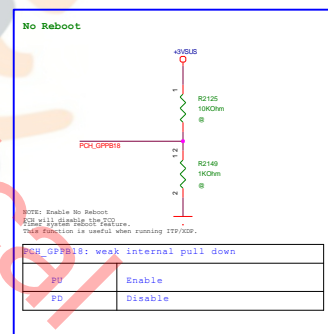 No Reboot
+3VSUS
1
R2125
10KOhm
@
2
PCH_GPPB18
1
R2149
1KOhm
@
2
NOTE: Enable No Reboot
PCH will disable the TCO
Timer system reboot feature.
This function is useful when running ITP/XDP.
PCH_GPPB18: weak internal pull down
PU Enable
PD Disable